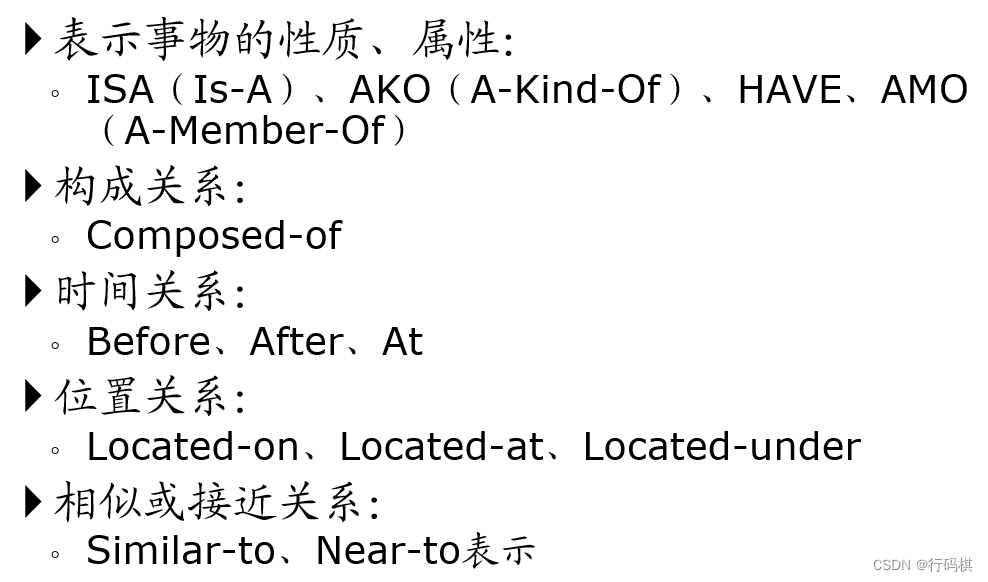 表示事物的性质、属性:
ISA（Is-A）、AKO（A-Kind-Of）、HAVE、AMO
（A-Member-Of）
构成关系:
Composed-of
时间关系:
Before、After、At
位置关系:
Located-on、Located-at、Located-under
相似或接近关系:
Similar-to、Near-to表示
CSDN @行码棋